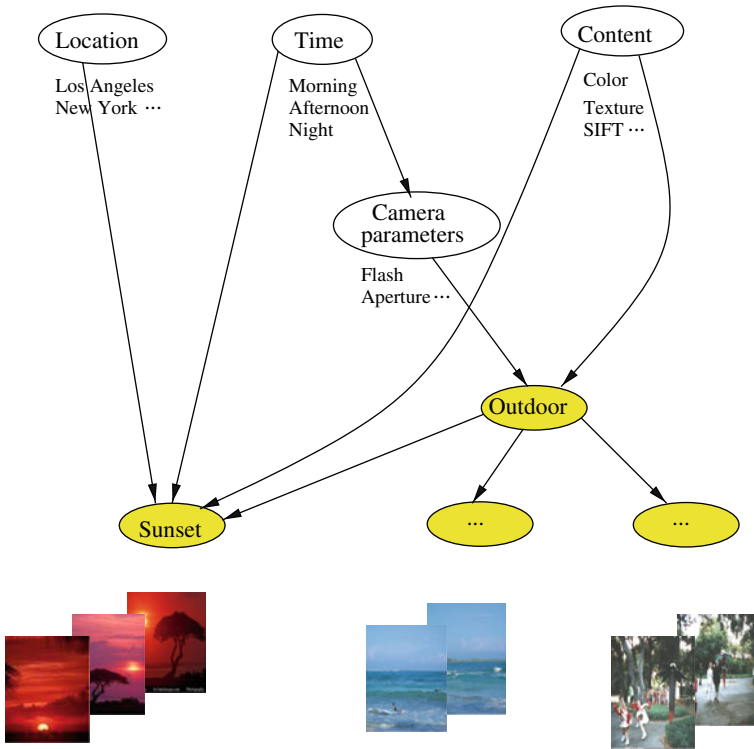 Location
Time
Content
Los Angeles
New York ···
Morning
Afternoon
Night
Color
Texture
SIFT ···
Camera
parameters
Flash
Aperture ···
Outdoor
Sunset
···
···